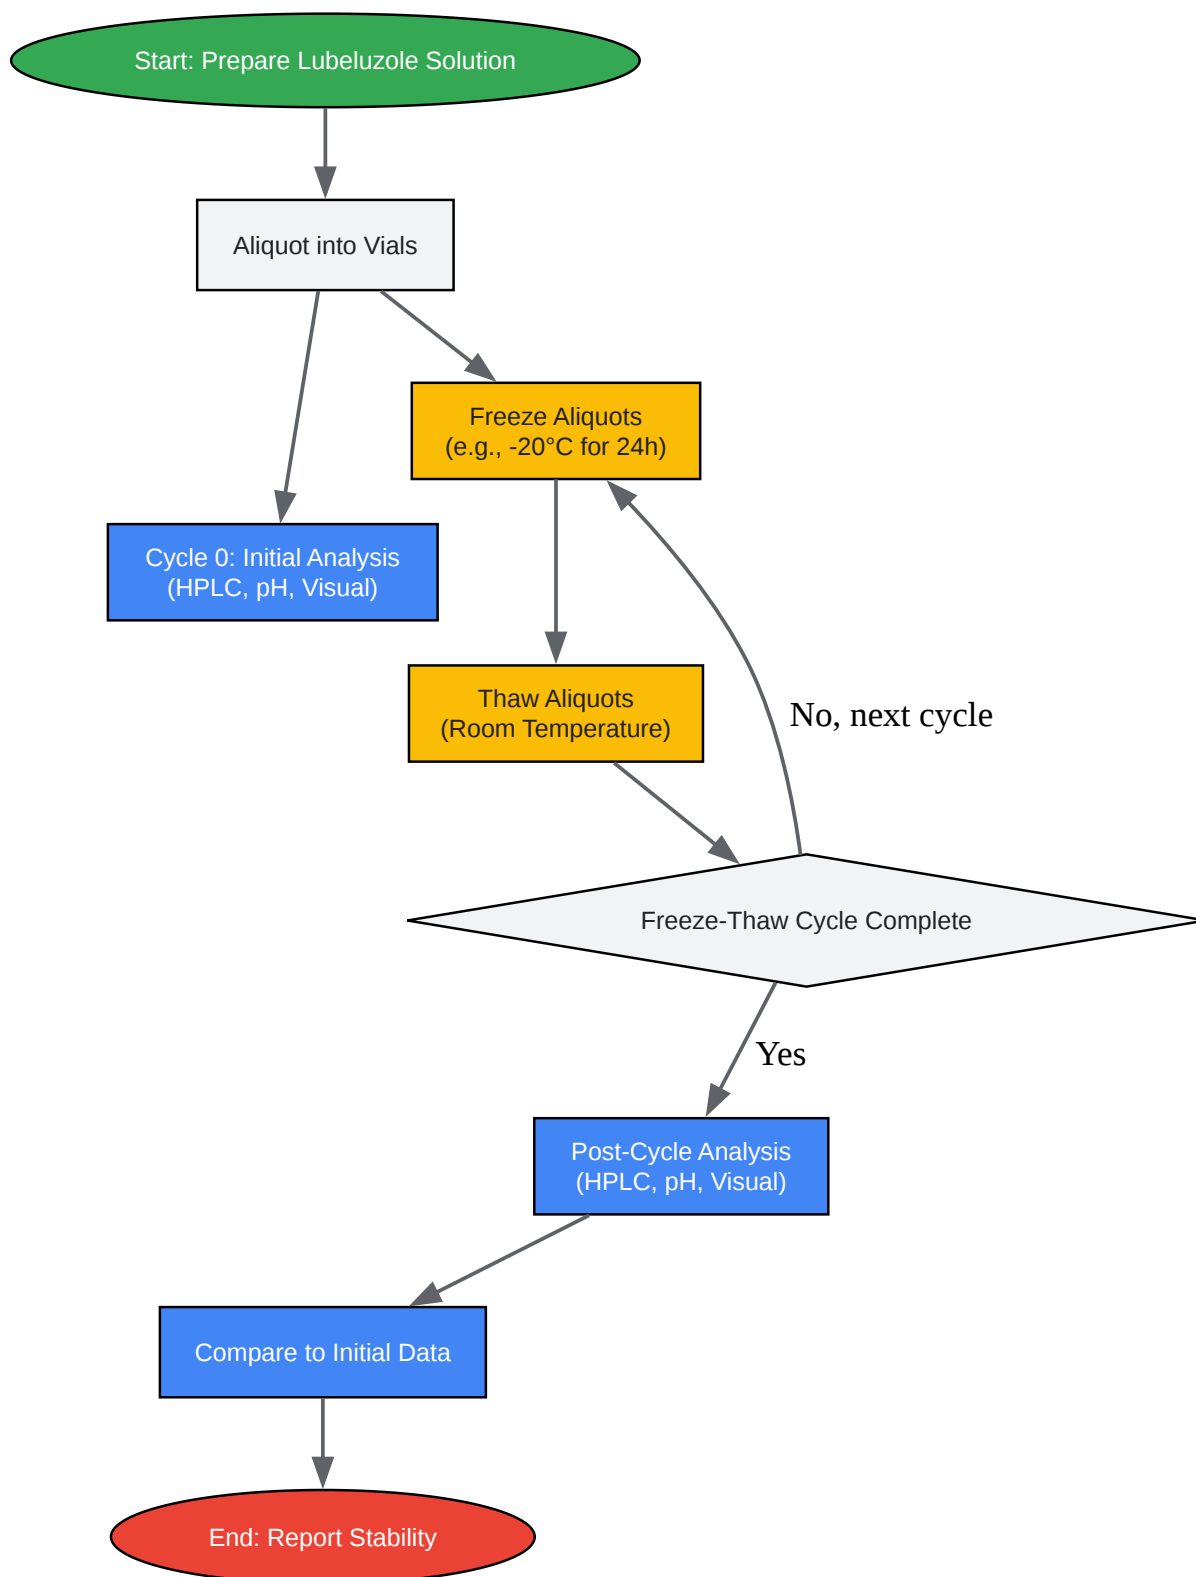 Start: Prepare Lubeluzole Solution
Aliquot into Vials
Freeze Aliquots
(e.g., -20°C for 24h)
Cycle 0: Initial Analysis
(HPLC, pH, Visual)
Thaw Aliquots
(Room Temperature)
No, next cycle
Freeze-Thaw Cycle Complete
Yes
Post-Cycle Analysis
(HPLC, pH, Visual)
Compare to Initial Data
End: Report Stability